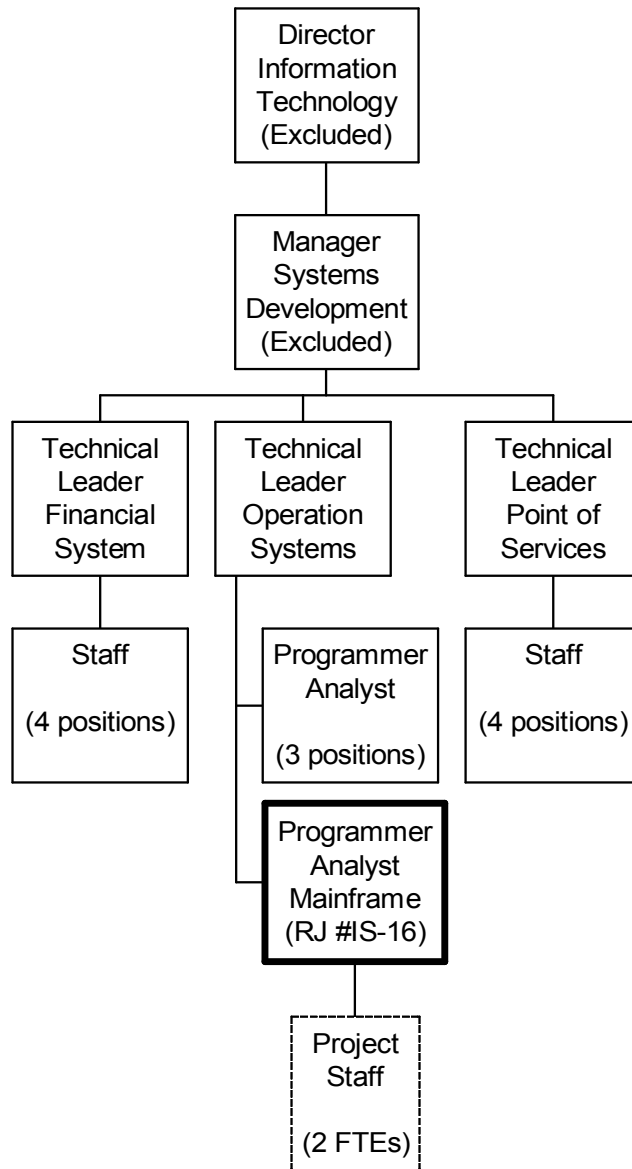 Director
Information
Technology
(Excluded)
Manager
Systems
Development
(Excluded)
Technical
Leader
Financial
System
Technical
Leader
Operation
Systems
Technical
Leader
Point of
Services
Staff
(4 positions)
Programmer
Analyst
(3 positions)
Staff
(4 positions)
Programmer
Analyst
Mainframe
(RJ #IS-16)
Project
Staff
(2 FTEs)